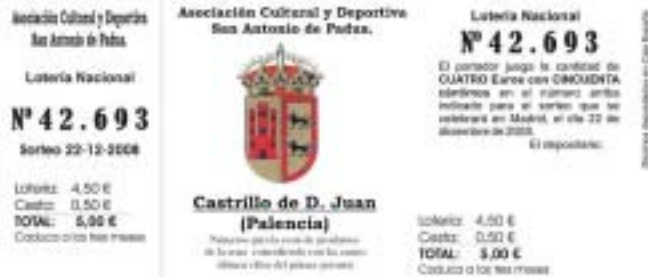 Asociación Cultural y Deportiva
San Antonio de Padua.
Lotería Nacional
Nº 42.693
Sorteo 22-12-2008
Lotería: 4,50 €
Cesta: 0,50 €
TOTAL: 5,00 €
Caduca a los tres meses
Asociación Cultural y Deportiva
San Antonio de Padua.
Castrillo de D. Juan
(Palencia)
Lotería Nacional
Nº 42.693
El portador juega la cantidad de
CUATRO Euros con CINCUENTA
céntimos en el número arriba
indicado para el sorteo que se
celebrará en Madrid, el día 22 de
diciembre de 2008.
El depositario:
Lotería: 4,50 €
Cesta: 0,50 €
TOTAL: 5,00 €
Caduca a los tres meses